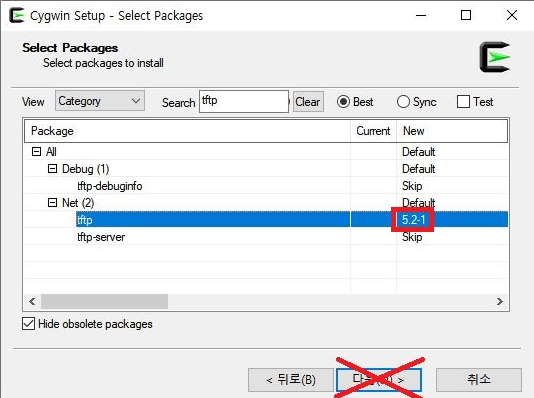 Cygwin Setup - Select Packages
Select Packages
Select packages to install
View Category Search tftp Clear Best Sync Test
Package Current New
All Default
Debug (1) Default
tftp-debuginfo Skip
Net (2) Default
tftp 5.2-1
tftp-server Skip
Hide obsolete packages
< 뒤로(B) > 취소